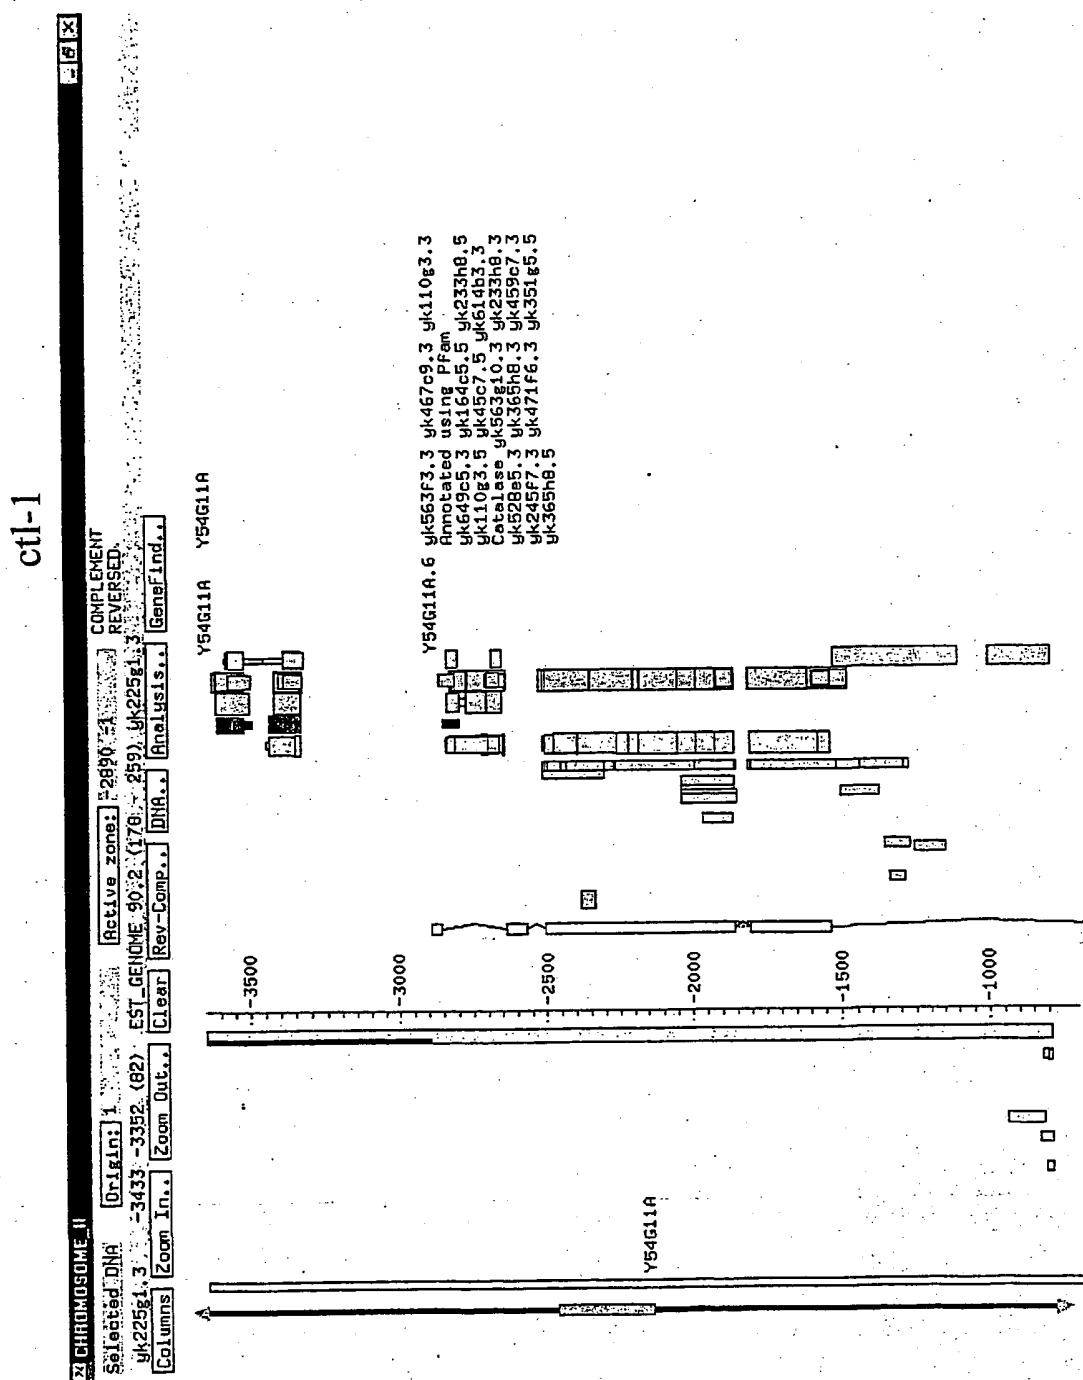 ctl-1
CHROMOSOME_II
Selected DNA Origin: 1 Active zone: -2890 -1 COMPLEMENT
REVERSED.
yk225g1.3 -3433 -3352 (82) EST_GENOME 90.2 (178 - 259) yk225g1.3
Columns Zoom In.. Zoom Out.. Clear Rev-Comp.. DNA.. Analysis.. GeneFind..
Y54G11A Y54G11A
-3500
-3000
Y54G11A.6 yk563f3.3 yk467c9.3 yk110g3.3
Annotated using Pfam
yk649c5.3 yk164c5.5 yk233h8.5
yk110g3.5 yk45c7.5 yk614b3.3
Catalase yk563g10.3 yk233h8.3
yk528e5.3 yk365h8.3 yk459c7.3
yk245f7.3 yk471f6.3 yk351g5.5
yk365h8.5
-2500
Y54G11A
-2000
-1500
-1000